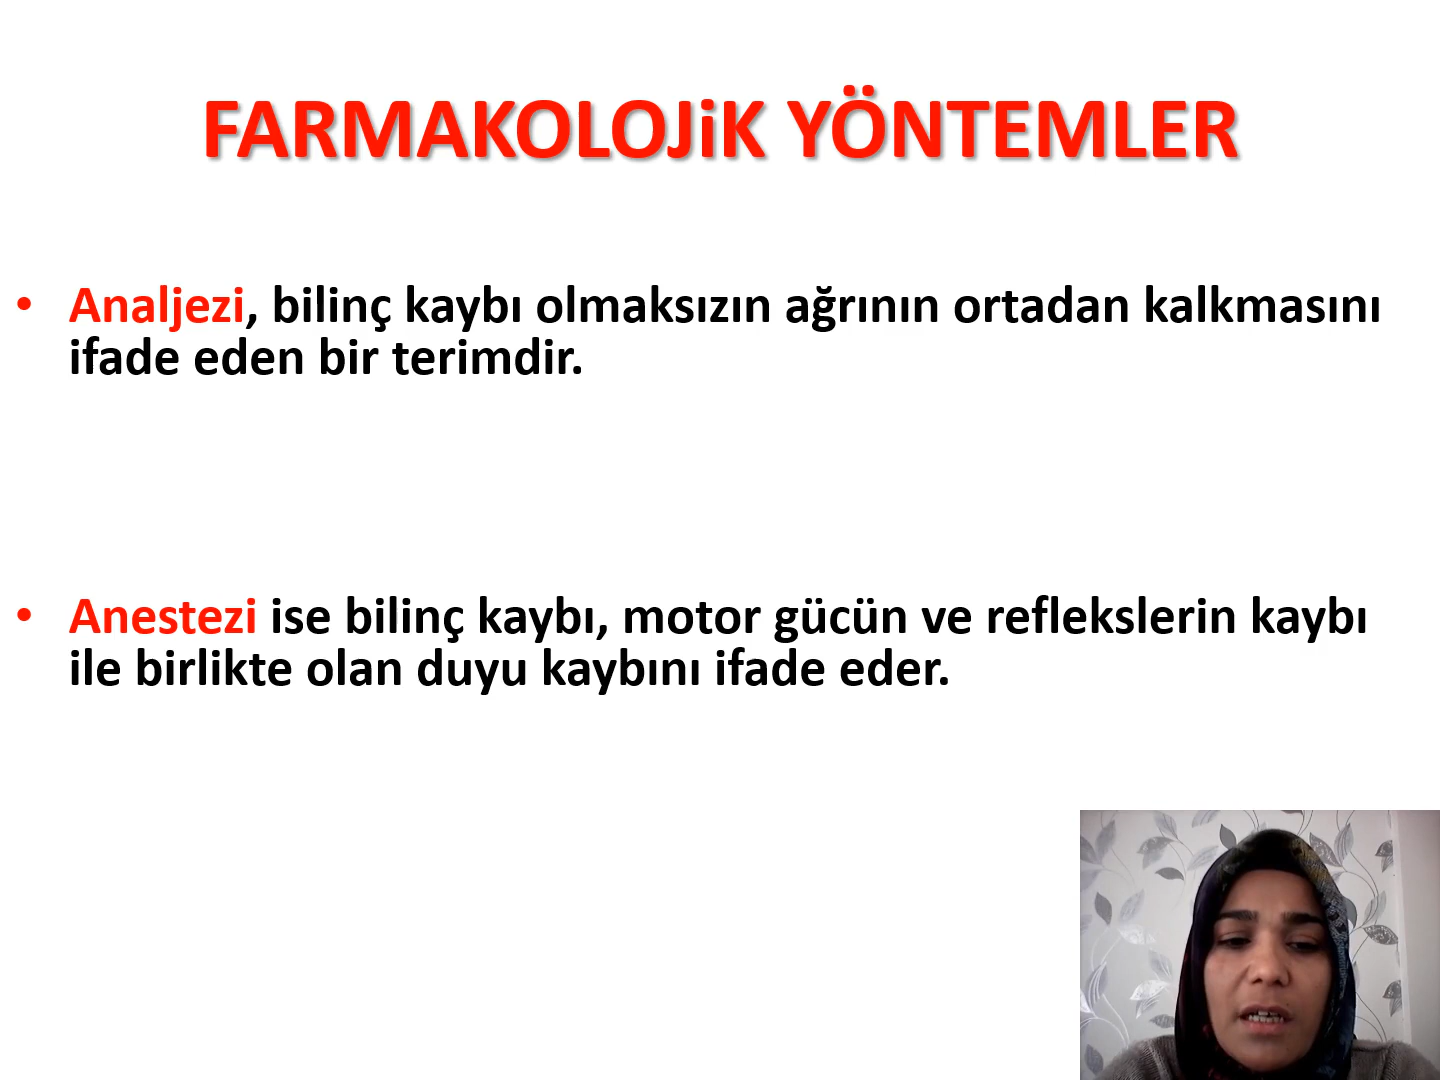 FARMAKOLOJiK YÖNTEMLER
• Analjezi, bilinç kaybı olmaksızın ağrının ortadan kalkmasını
ifade eden bir terimdir.
• Anestezi ise bilinç kaybı, motor gücün ve reflekslerin kaybı
ile birlikte olan duyu kaybını ifade eder.